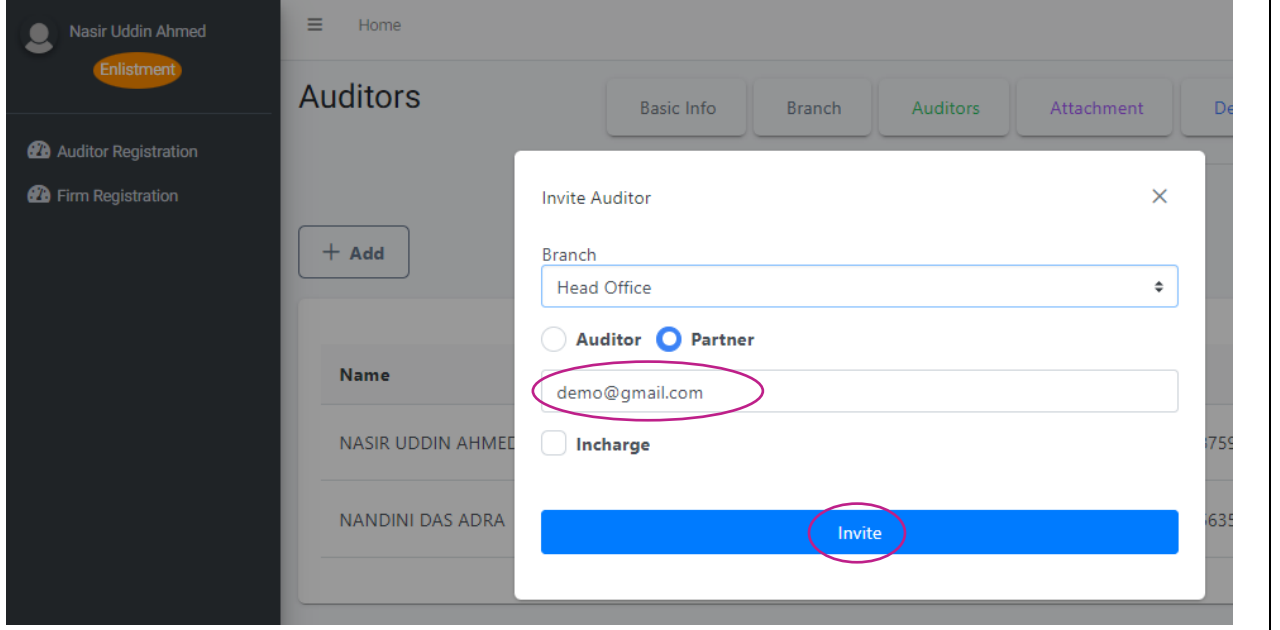 Nasir Uddin Ahmed
Enlistment
Auditor Registration
Firm Registration
Home
Auditors
Basic Info Branch Auditors Attachment De
+ Add
Name
NASIR UDDIN AHMED
NANDINI DAS ADRA
Invite Auditor
Branch
Head Office
Auditor Partner
demo@gmail.com
Incharge
Invite